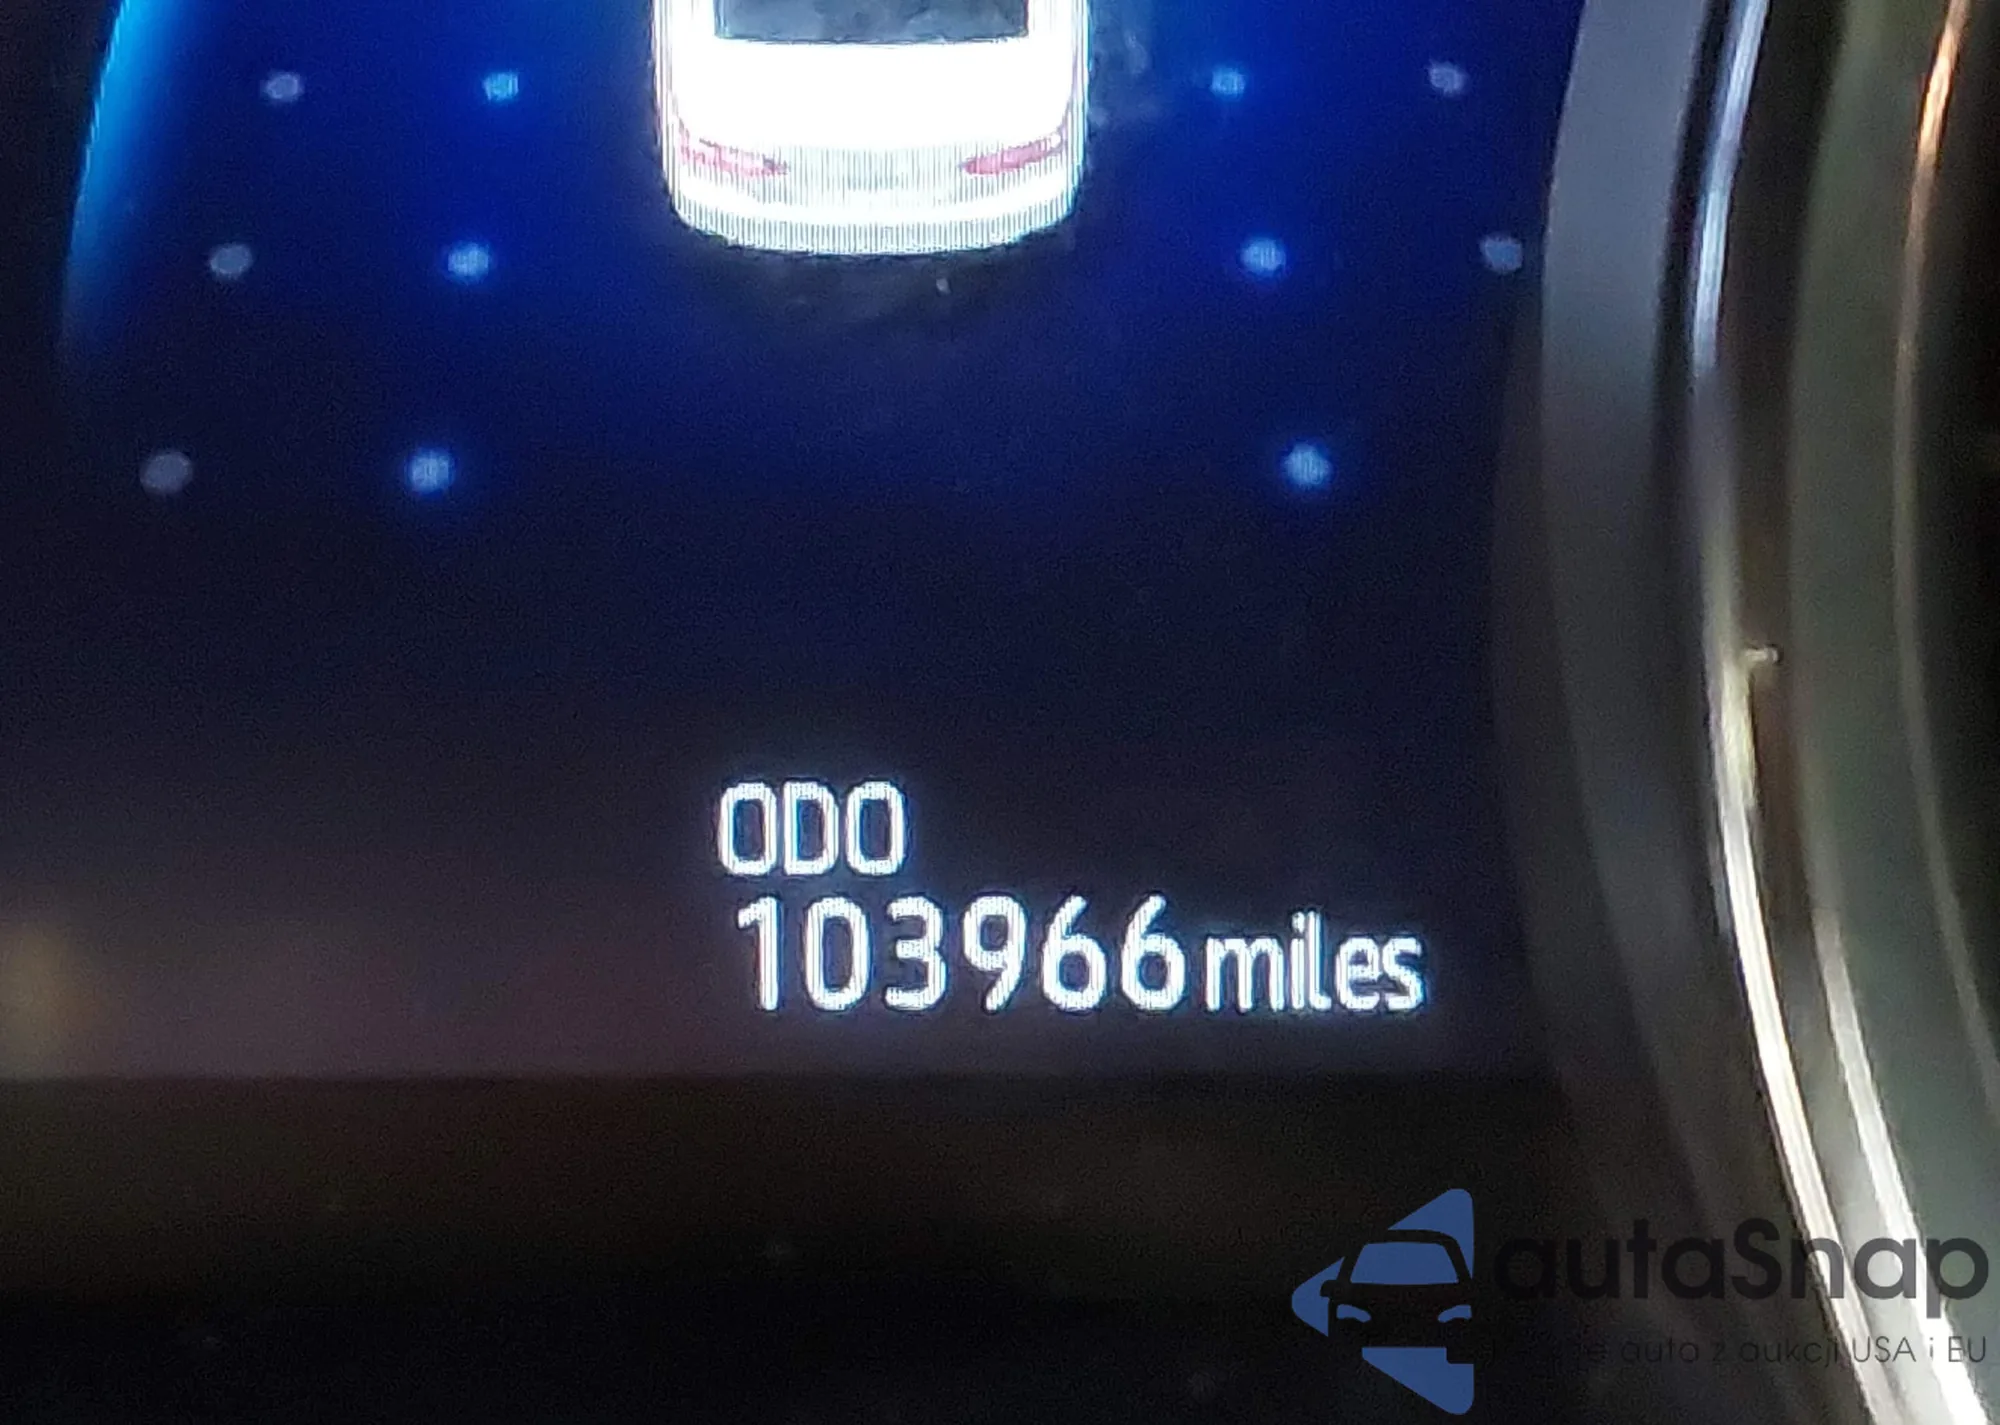 ODO
103966 miles
autaSnap
auto z aukcji USA i EU